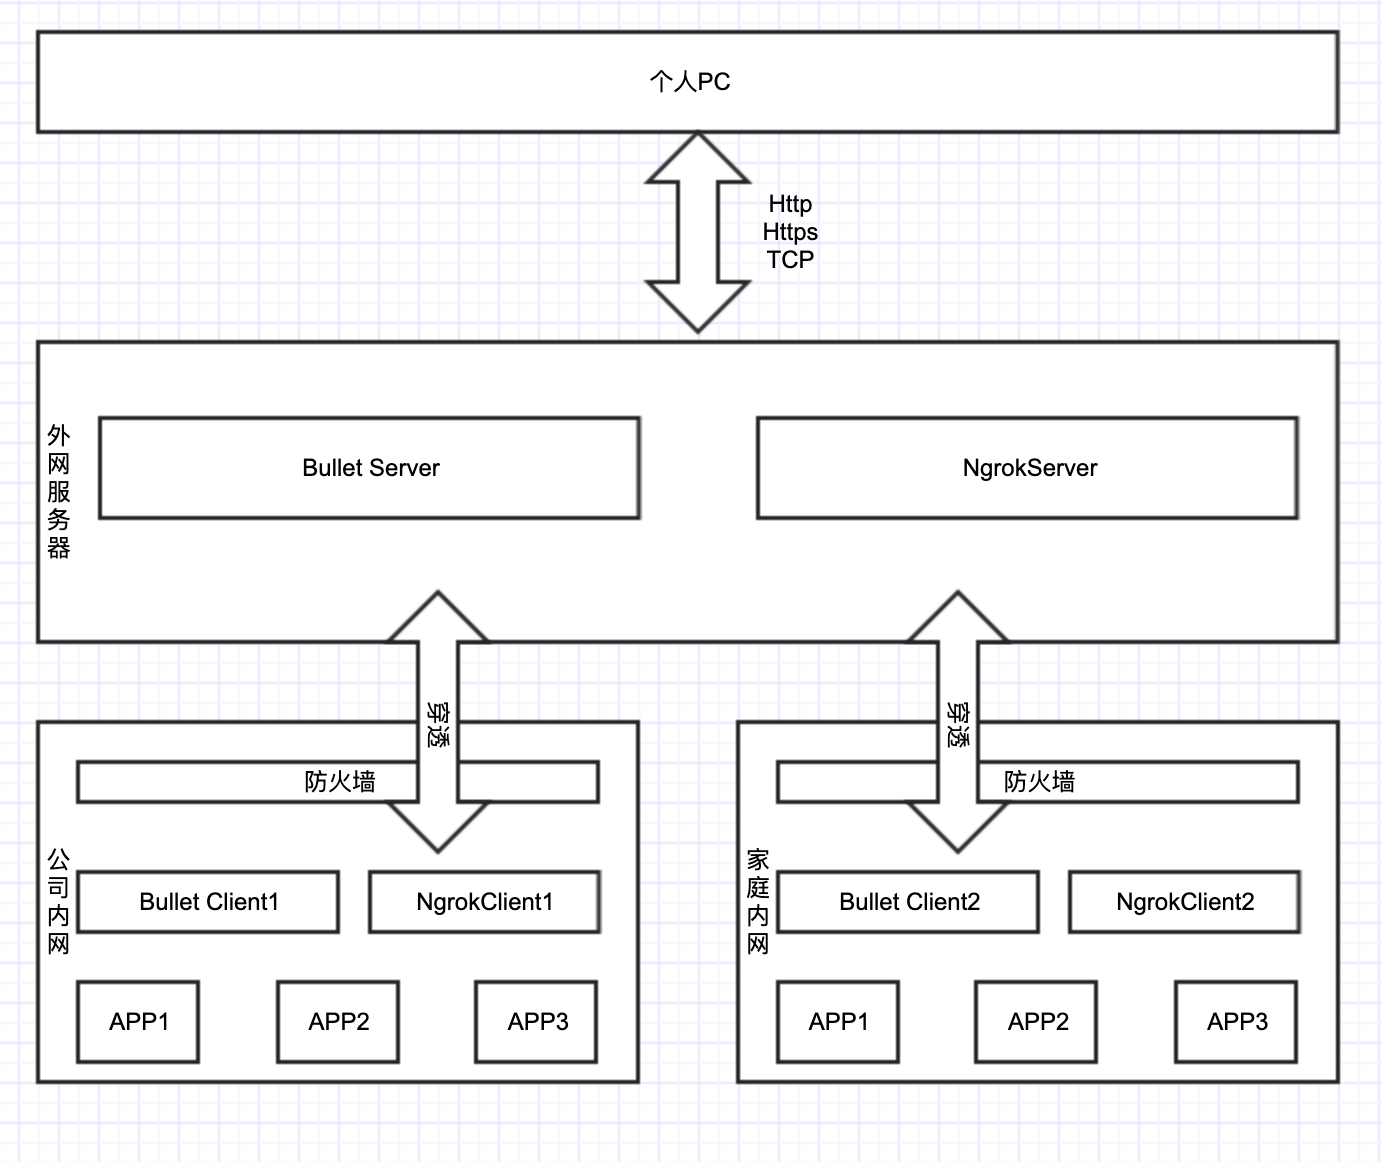 个人PC
Http
Https
TCP
外网服务器
Bullet Server
NgrokServer
穿透
穿透
防火墙
防火墙
公司内网
Bullet Client1
NgrokClient1
家庭内网
Bullet Client2
NgrokClient2
APP1
APP2
APP3
APP1
APP2
APP3